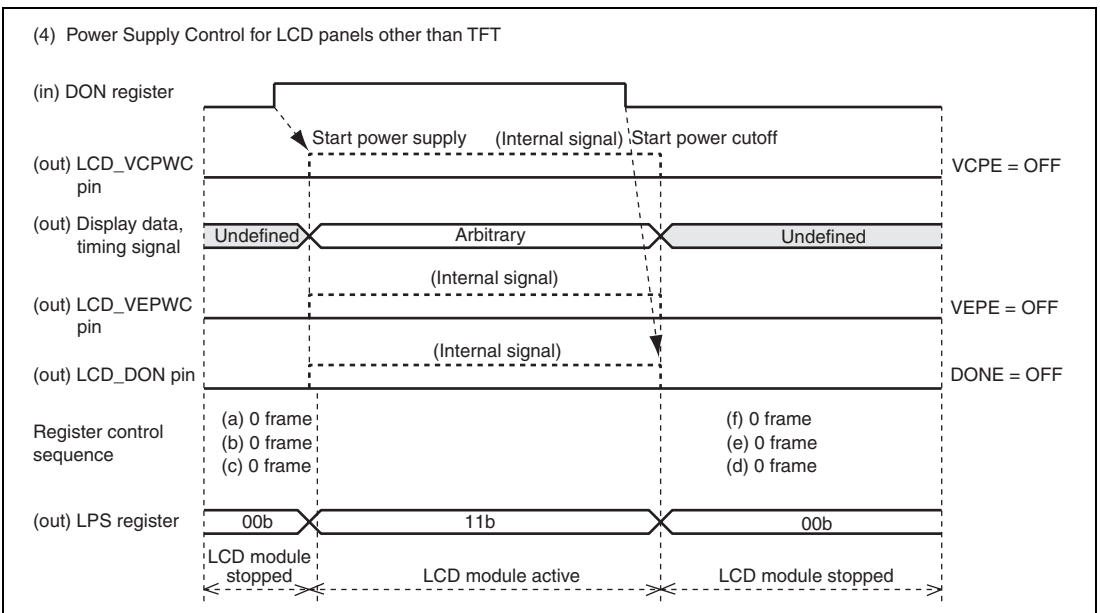 (4) Power Supply Control for LCD panels other than TFT
(in) DON register
Start power supply
(Internal signal)
Start power cutoff
(out) LCD_VCPWC
pin
VCPE = OFF
(out) Display data,
timing signal
Undefined
Arbitrary
Undefined
(Internal signal)
(out) LCD_VEPWC
pin
VEPE = OFF
(Internal signal)
(out) LCD_DON pin
DONE = OFF
Register control
sequence
(a) 0 frame
(b) 0 frame
(c) 0 frame
(f) 0 frame
(e) 0 frame
(d) 0 frame
(out) LPS register
00b
11b
00b
LCD module
stopped
LCD module active
LCD module stopped